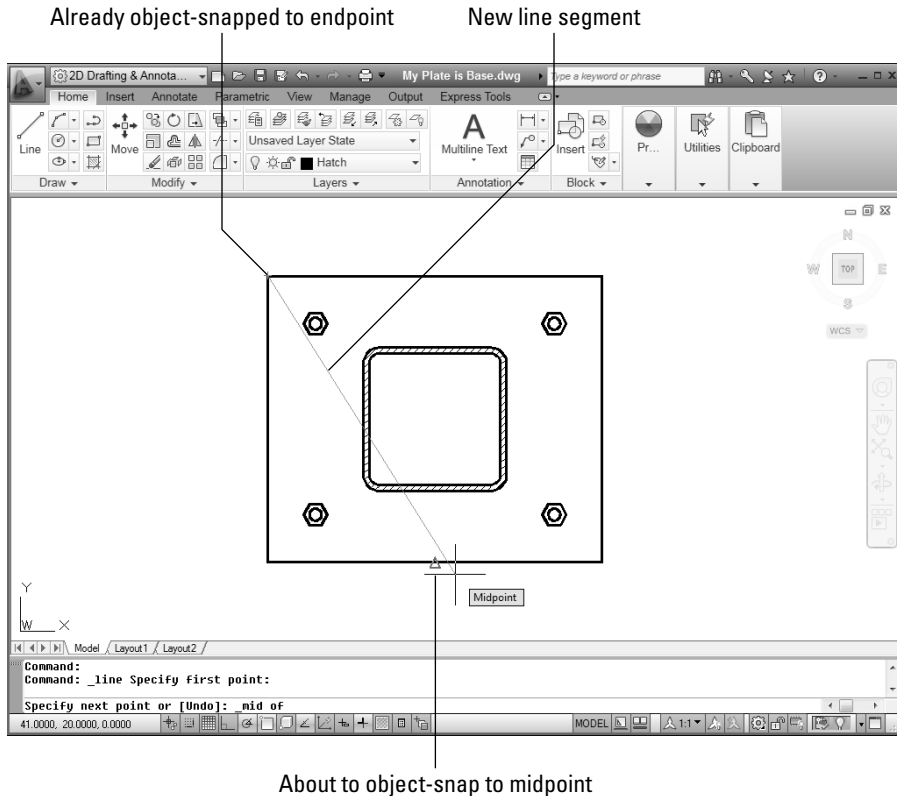 Already object-snapped to endpoint
New line segment
2D Drafting & Annota...
My Plate is Base.dwg
Type a keyword or phrase
Home Insert Annotate Parametric View Manage Output Express Tools
Line
Move
Unsaved Layer State
Hatch
A
Multiline Text
Insert
Pr...
Utilities
Clipboard
Draw
Modify
Layers
Annotation
Block
N
W TOP E
S
WCS
Midpoint
Y
W X
Model Layout1 Layout2
Command:
Command: _line Specify first point:
Specify next point or [Undo]: _mid of
41.0000, 20.0000, 0.0000
MODEL
1:1
About to object-snap to midpoint